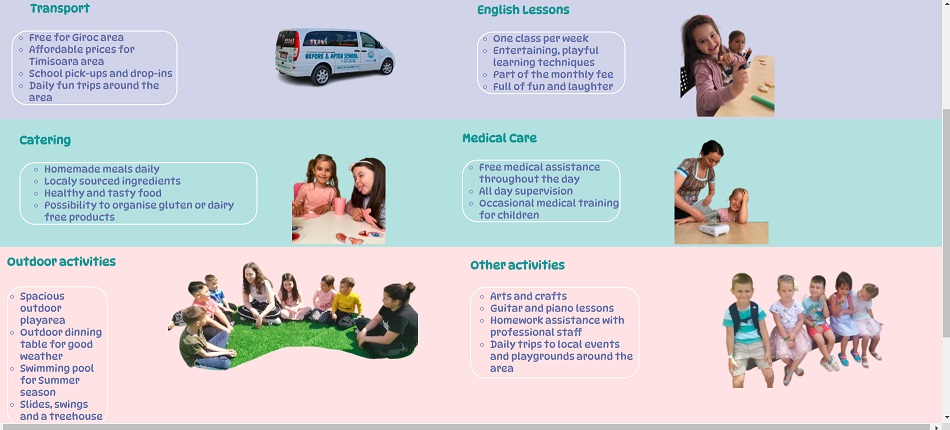 Transport
Free for Giroc area
Affordable prices for
Timisoara area
School pick-ups and drop-ins
Daily fun trips around the
area
BEFORE & AFTER SCHOOL
English Lessons
One class per week
Entertaining, playful
learning techniques
Part of the monthly fee
Full of fun and laughter
Catering
Homemade meals daily
Localy sourced ingredients
Healthy and tasty food
Possibility to organise gluten or dairy
free products
Medical Care
Free medical assistance
throughout the day
All day supervision
Occasional medical training
for children
Outdoor activities
Spacious
outdoor
playarea
Outdoor dinning
table for good
weather
Swimming pool
for Summer
season
Slides, swings
and a treehouse
Other activities
Arts and crafts
Guitar and piano lessons
Homework assistance with
professional staff
Daily trips to local events
and playgrounds around the
area